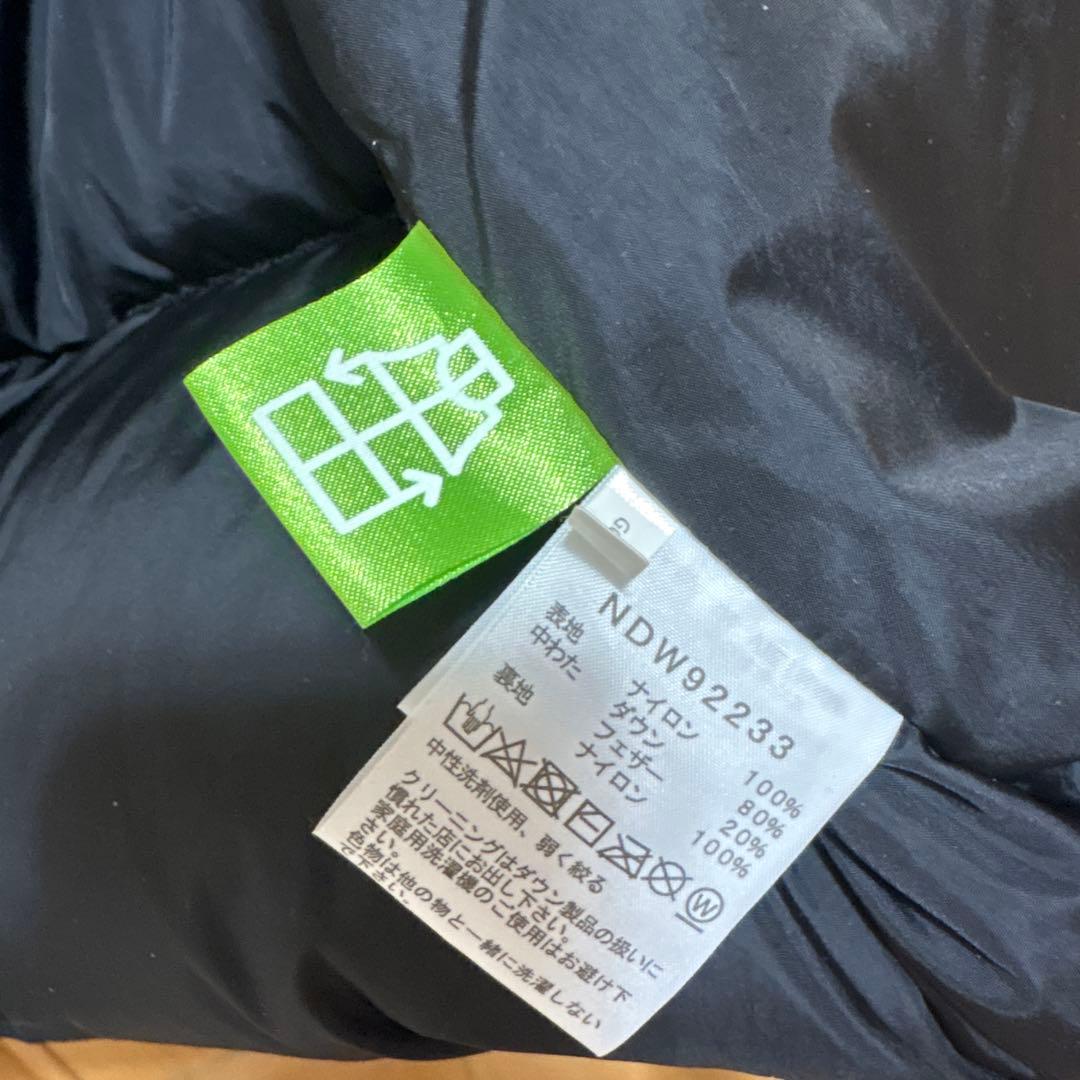 G
NDW92233
表地 ナイロン 100%
中わた ダウン 80%
フェザー 20%
裏地 ナイロン 100%
中性洗剤使用、弱く絞る
クリーニングはダウン製品の扱いに
慣れた店にお出し下さい。
家庭用洗濯機のご使用はお避け下
さい。
色物は他の物と一緒に洗濯しない
で下さい。
W